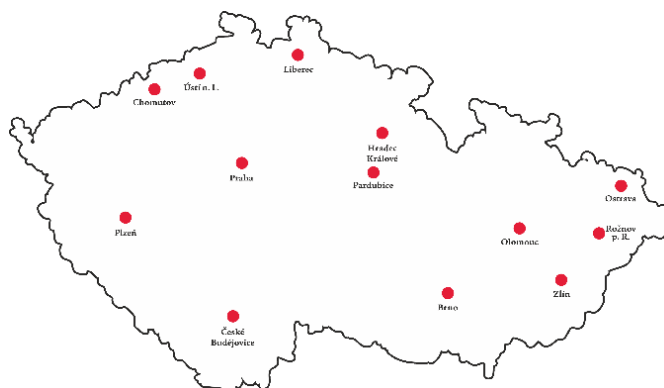 Liberec
Ústí n. L.
Chomutov
Hradec
Králové
Praha
Pardubice
Ostrava
Plzeň
Olomouc
Rožnov
p. R.
Zlín
Brno
České
Budějovice